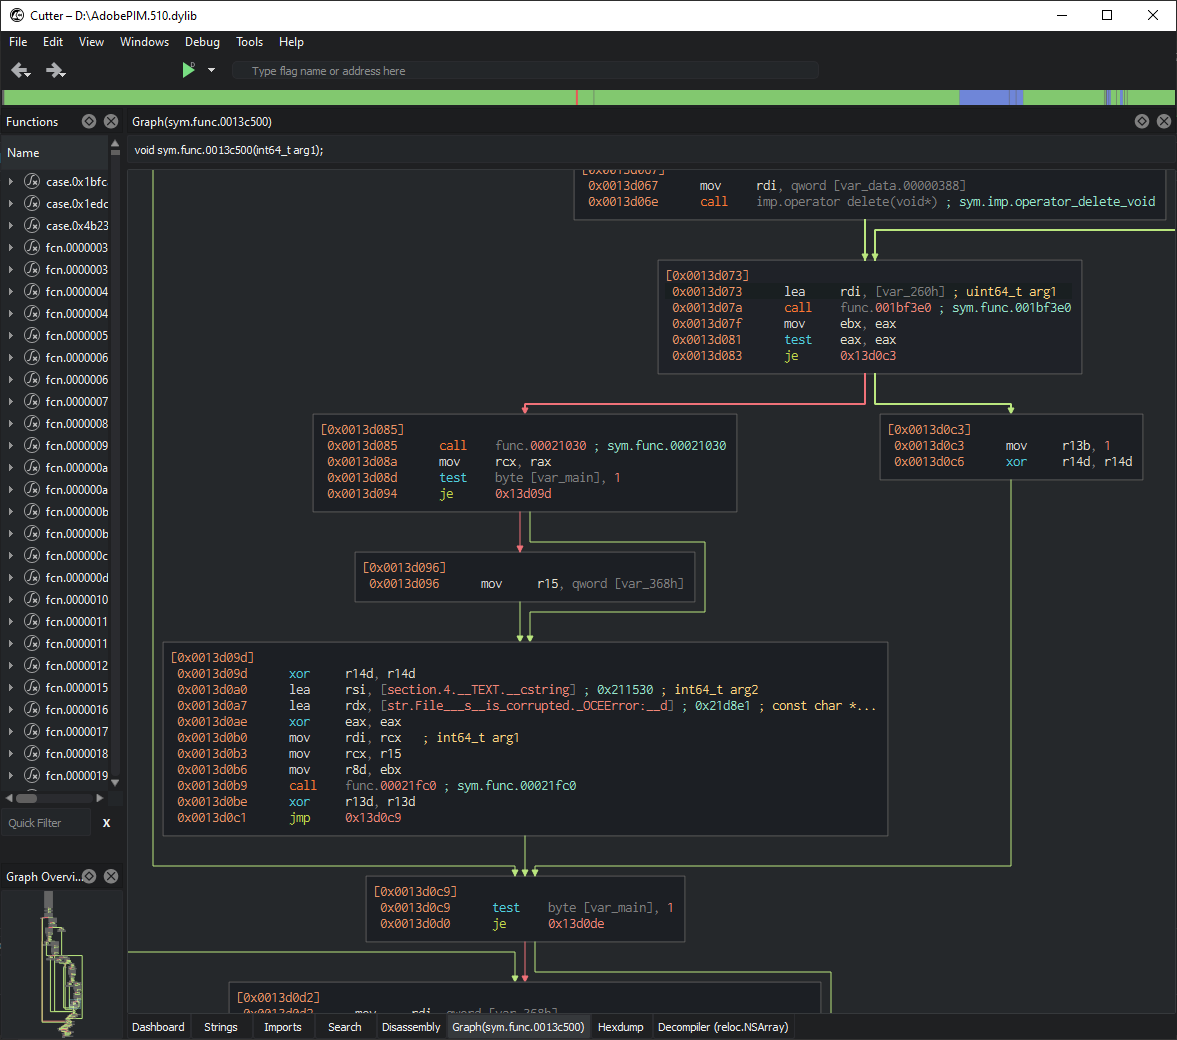 Cutter – D:\AdobePIM.510.dylib
File Edit View Windows Debug Tools Help
Type flag name or address here
Functions
Graph(sym.func.0013c500)
Name
void sym.func.0013c500(int64_t arg1);
case.0x1bfc
case.0x1edc
case.0x4b23
fcn.0000003
fcn.0000003
fcn.0000004
fcn.0000004
fcn.0000005
fcn.0000006
fcn.0000006
fcn.0000007
fcn.0000008
fcn.0000009
fcn.000000a
fcn.000000a
fcn.000000b
fcn.000000b
fcn.000000c
fcn.000000d
fcn.0000010
fcn.0000011
fcn.0000011
fcn.0000012
fcn.0000015
fcn.0000016
fcn.0000017
fcn.0000018
fcn.0000019
Quick Filter X
Graph Overvi...
[0x0013d067]
0x0013d067 mov rdi, qword [var_data.00000388]
0x0013d06e call imp.operator delete(void*) ; sym.imp.operator_delete_void
[0x0013d073]
0x0013d073 lea rdi, [var_260h] ; uint64_t arg1
0x0013d07a call func.001bf3e0 ; sym.func.001bf3e0
0x0013d07f mov ebx, eax
0x0013d081 test eax, eax
0x0013d083 je 0x13d0c3
[0x0013d085]
0x0013d085 call func.00021030 ; sym.func.00021030
0x0013d08a mov rcx, rax
0x0013d08d test byte [var_main], 1
0x0013d094 je 0x13d09d
[0x0013d0c3]
0x0013d0c3 mov r13b, 1
0x0013d0c6 xor r14d, r14d
[0x0013d096]
0x0013d096 mov r15, qword [var_368h]
[0x0013d09d]
0x0013d09d xor r14d, r14d
0x0013d0a0 lea rsi, [section.4.__TEXT.__cstring] ; 0x211530 ; int64_t arg2
0x0013d0a7 lea rdx, [str.File___s__is_corrupted._OCEError:__d] ; 0x21d8e1 ; const char *...
0x0013d0ae xor eax, eax
0x0013d0b0 mov rdi, rcx ; int64_t arg1
0x0013d0b3 mov rcx, r15
0x0013d0b6 mov r8d, ebx
0x0013d0b9 call func.00021fc0 ; sym.func.00021fc0
0x0013d0be xor r13d, r13d
0x0013d0c1 jmp 0x13d0c9
[0x0013d0c9]
0x0013d0c9 test byte [var_main], 1
0x0013d0d0 je 0x13d0de
[0x0013d0d2]
0x0013d0d2 mov rdi, qword [var_368h]
Dashboard Strings Imports Search Disassembly Graph(sym.func.0013c500) Hexdump Decompiler (reloc.NSArray)